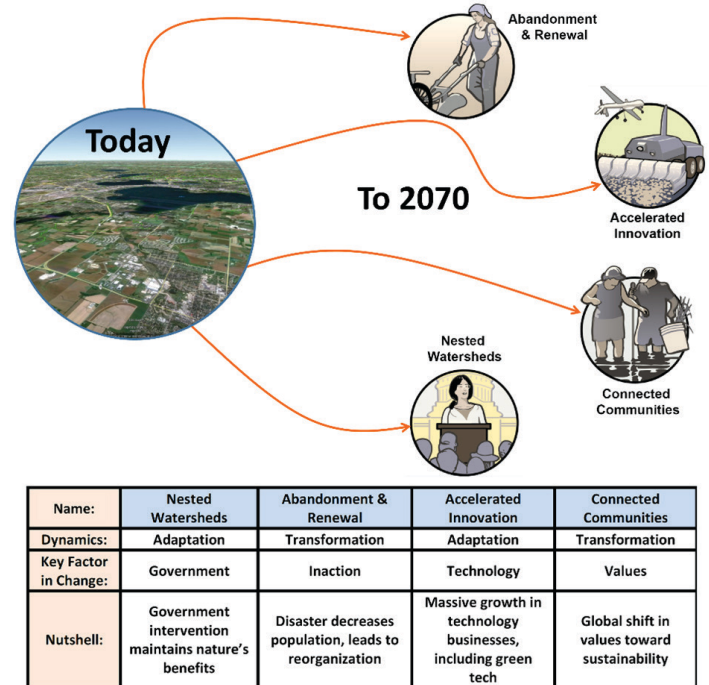 Abandonment
& Renewal
Today
To 2070
Accelerated
Innovation
Nested
Watersheds
Connected
Communities
Name:
Nested
Watersheds
Abandonment &
Renewal
Accelerated
Innovation
Connected
Communities
Dynamics:
Adaptation
Transformation
Adaptation
Transformation
Key Factor
in Change:
Government
Inaction
Technology
Values
Nutshell:
Government
intervention
maintains nature's
benefits
Disaster decreases
population, leads to
reorganization
Massive growth in
technology
businesses,
including green
tech
Global shift in
values toward
sustainability